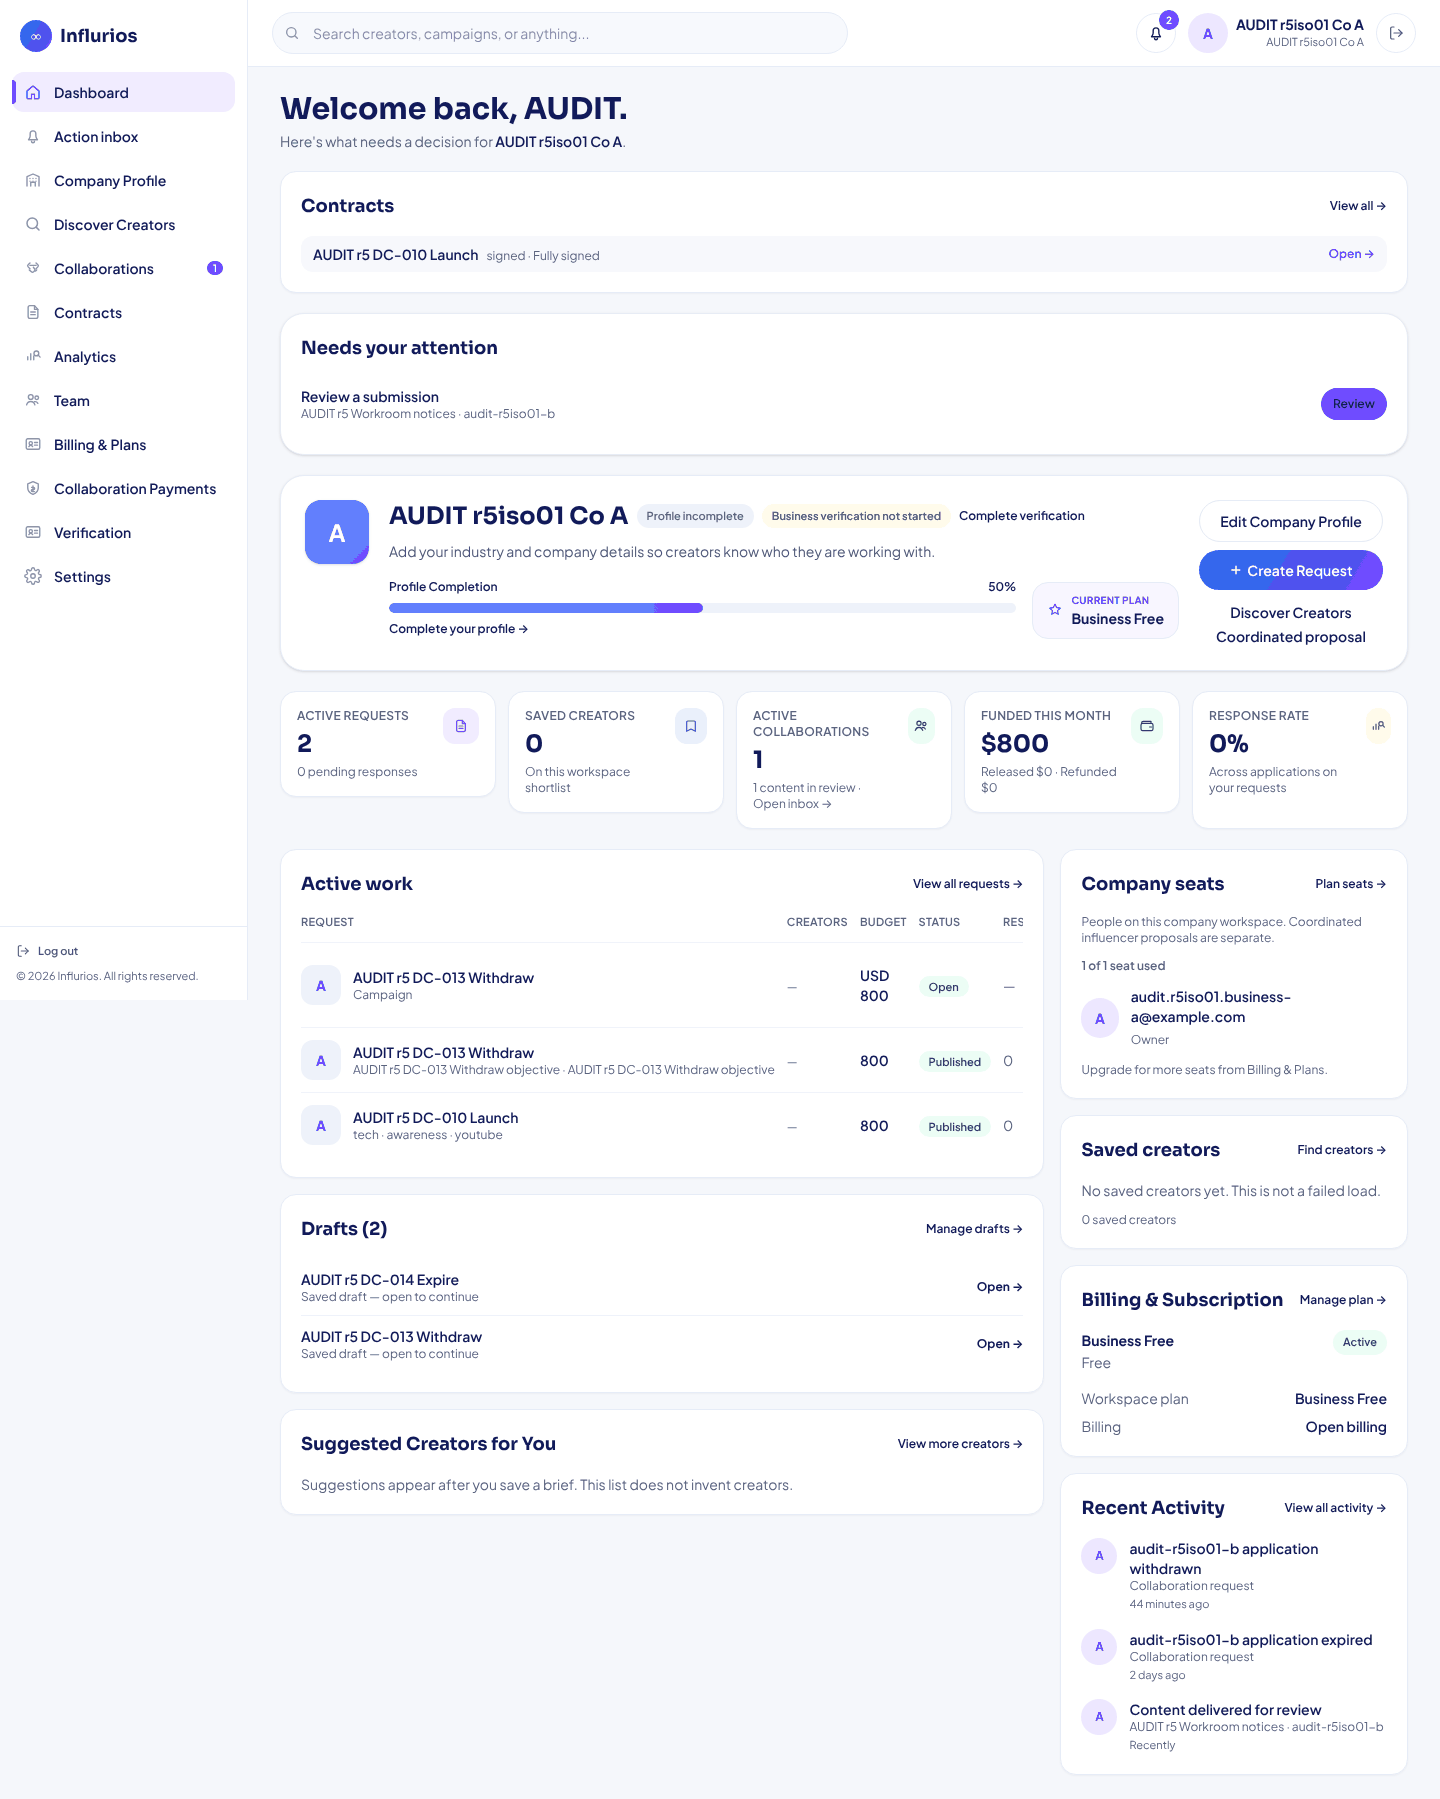 Influrios
Dashboard
Action inbox
Company Profile
Discover Creators
Collaborations 1
Contracts
Analytics
Team
Billing & Plans
Collaboration Payments
Verification
Settings
Log out
© 2026 Influrios. All rights reserved.
Search creators, campaigns, or anything...
2
A
AUDIT r5iso01 Co A
AUDIT r5iso01 Co A
Welcome back, AUDIT.
Here's what needs a decision for AUDIT r5iso01 Co A.
Contracts
View all →
AUDIT r5 DC-010 Launch signed · Fully signed
Open →
Needs your attention
Review a submission
AUDIT r5 Workroom notices · audit-r5iso01-b
Review
A
AUDIT r5iso01 Co A
Profile incomplete
Business verification not started
Complete verification
Add your industry and company details so creators know who they are working with.
Profile Completion 50%
Complete your profile →
CURRENT PLAN
Business Free
Edit Company Profile
+ Create Request
Discover Creators
Coordinated proposal
ACTIVE REQUESTS
2
0 pending responses
SAVED CREATORS
0
On this workspace
shortlist
ACTIVE
COLLABORATIONS
1
1 content in review ·
Open inbox →
FUNDED THIS MONTH
$800
Released $0 · Refunded
$0
RESPONSE RATE
0%
Across applications on
your requests
Active work
View all requests →
REQUEST CREATORS BUDGET STATUS RES
A
AUDIT r5 DC-013 Withdraw
Campaign
—
USD
800
Open
—
A
AUDIT r5 DC-013 Withdraw
AUDIT r5 DC-013 Withdraw objective · AUDIT r5 DC-013 Withdraw objective
—
800
Published
0
A
AUDIT r5 DC-010 Launch
tech · awareness · youtube
—
800
Published
0
Drafts (2)
Manage drafts →
AUDIT r5 DC-014 Expire
Saved draft — open to continue
Open →
AUDIT r5 DC-013 Withdraw
Saved draft — open to continue
Open →
Suggested Creators for You
View more creators →
Suggestions appear after you save a brief. This list does not invent creators.
Company seats
Plan seats →
People on this company workspace. Coordinated
influencer proposals are separate.
1 of 1 seat used
A
audit.r5iso01.business-
a@example.com
Owner
Upgrade for more seats from Billing & Plans.
Saved creators
Find creators →
No saved creators yet. This is not a failed load.
0 saved creators
Billing & Subscription
Manage plan →
Business Free
Active
Free
Workspace plan Business Free
Billing Open billing
Recent Activity
View all activity →
A
audit-r5iso01-b application
withdrawn
Collaboration request
44 minutes ago
A
audit-r5iso01-b application expired
Collaboration request
2 days ago
A
Content delivered for review
AUDIT r5 Workroom notices · audit-r5iso01-b
Recently